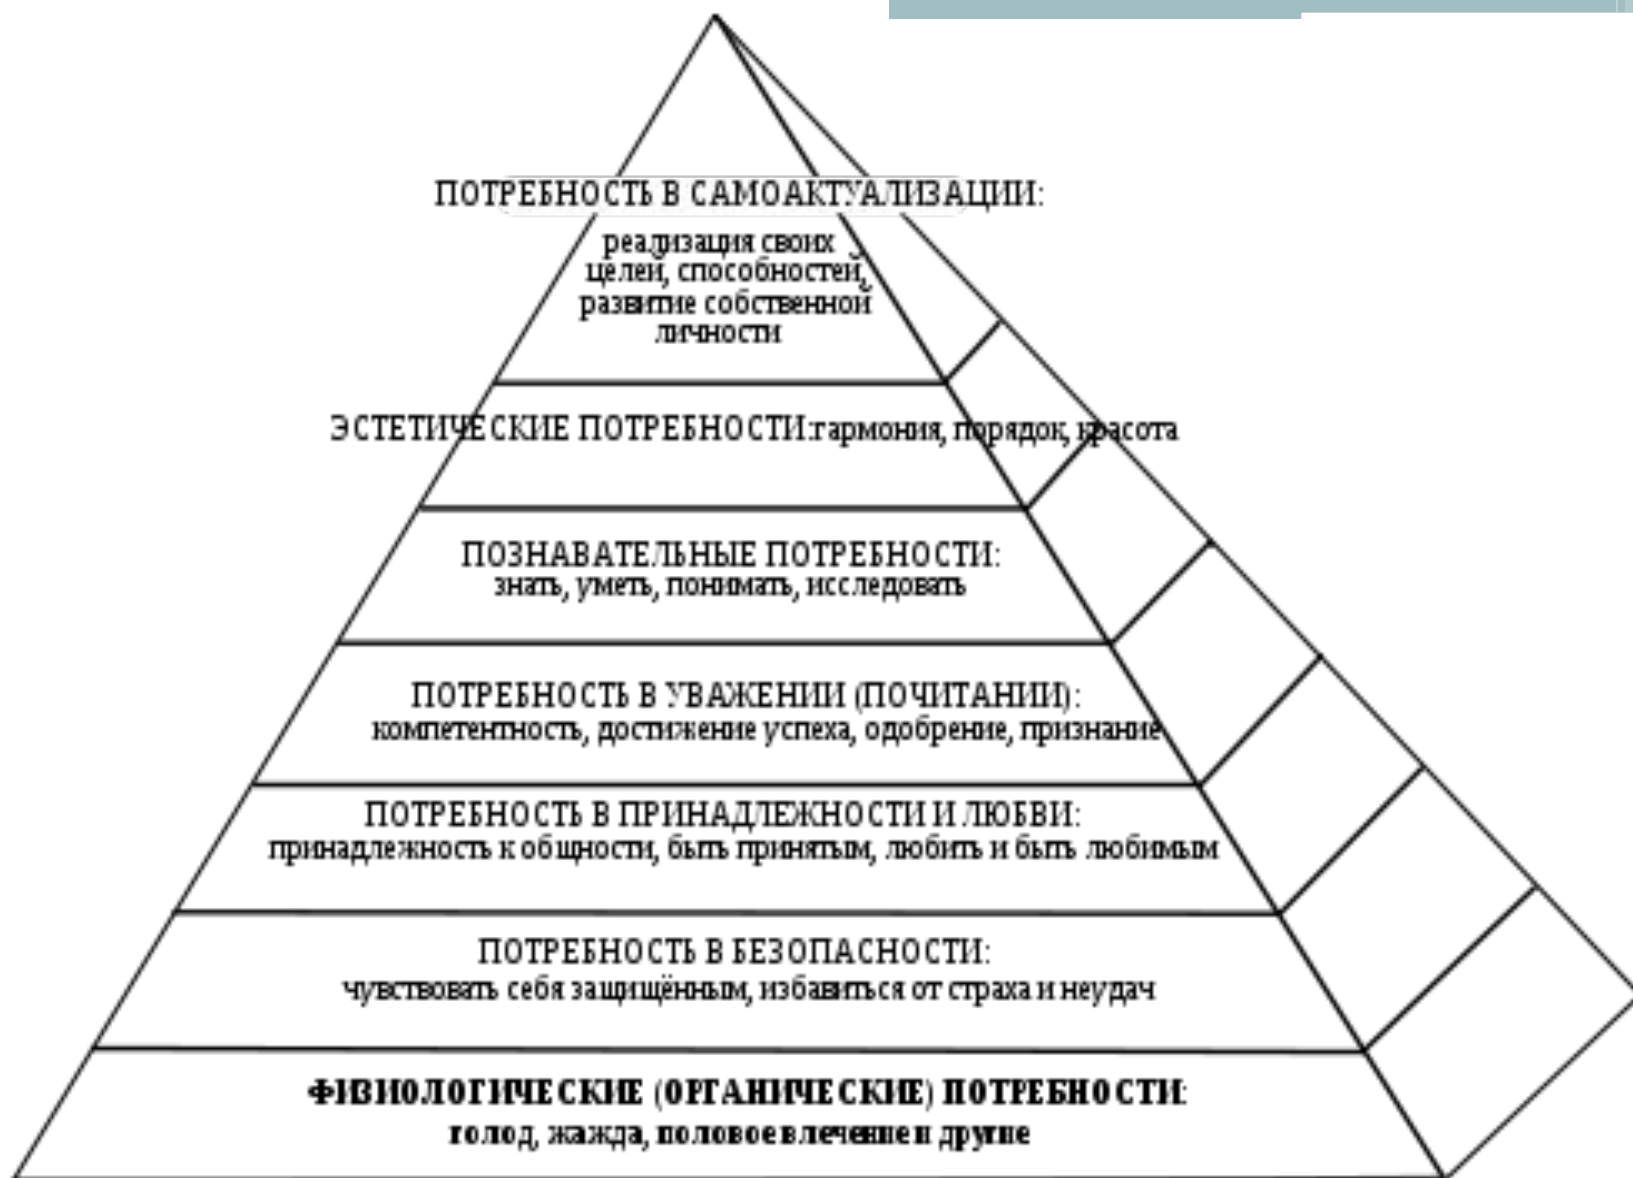 ПОТРЕБНОСТЬ В САМОАКТУАЛИЗАЦИИ:
реализация своих
целей, способностей,
развитие собственной
личности
ЭСТЕТИЧЕСКИЕ ПОТРЕБНОСТИ:гармония, порядок, красота
ПОЗНАВАТЕЛЬНЫЕ ПОТРЕБНОСТИ:
знать, уметь, понимать, исследовать
ПОТРЕБНОСТЬ В УВАЖЕНИИ (ПОЧИТАНИИ):
компетентность, достижение успеха, одобрение, признание
ПОТРЕБНОСТЬ В ПРИНАДЛЕЖНОСТИ И ЛЮБВИ:
принадлежность к общности, быть принятым, любить и быть любимым
ПОТРЕБНОСТЬ В БЕЗОПАСНОСТИ:
чувствовать себя защищённым, избавиться от страха и неудач
ФИЗИОЛОГИЧЕСКИЕ (ОРГАНИЧЕСКИЕ) ПОТРЕБНОСТИ:
голод, жажда, половое влечение и другие